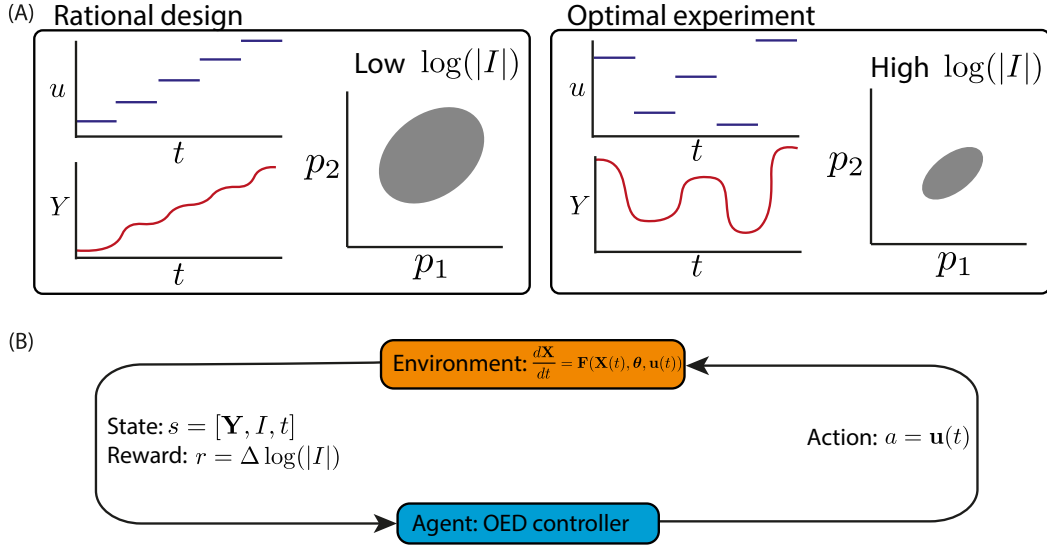 (A)
Rational design
Optimal experiment
u
t
Y
t
Low log(|I|)
p₂
p₁
u
t
Y
t
High log(|I|)
p₂
p₁
(B)
Environment: dX/dt = F(X(t), θ, u(t))
State: s = [Y, I, t]
Reward: r = Δ log(|I|)
Action: a = u(t)
Agent: OED controller